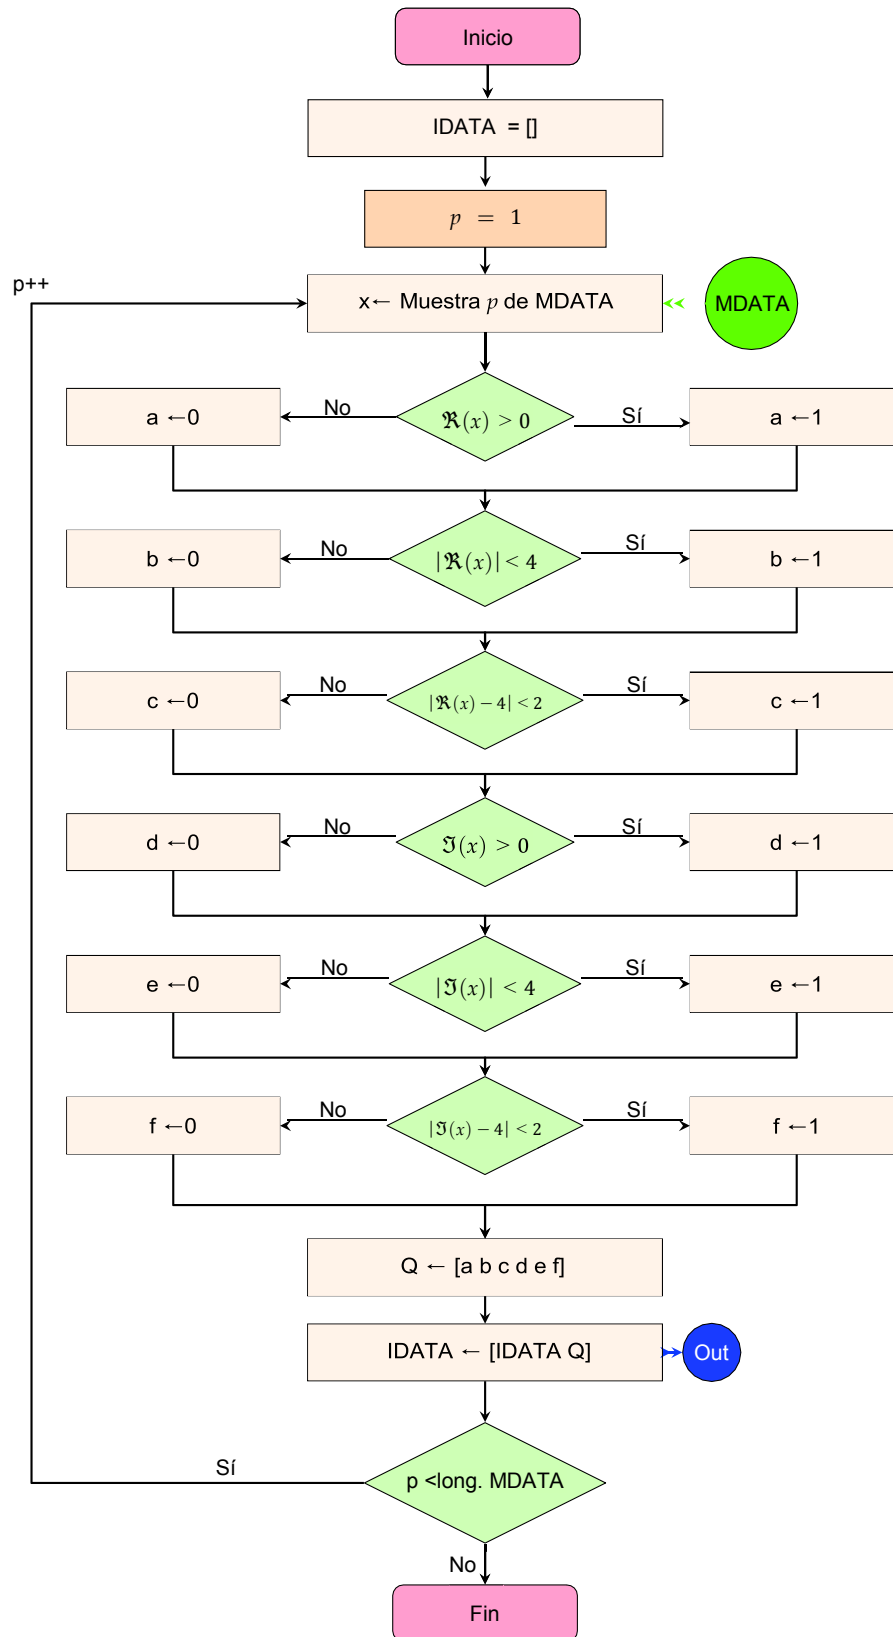 Inicio
IDATA = []
p = 1
p++
x← Muestra p de MDATA
MDATA
No
Sí
a ←0
ℜ(x) > 0
a ←1
No
Sí
b ←0
|ℜ(x)| < 4
b ←1
No
Sí
c ←0
|ℜ(x) − 4| < 2
c ←1
No
Sí
d ←0
ℑ(x) > 0
d ←1
No
Sí
e ←0
|ℑ(x)| < 4
e ←1
No
Sí
f ←0
|ℑ(x) − 4| < 2
f ←1
Q ← [a b c d e f]
IDATA ← [IDATA Q]
Out
Sí
p <long. MDATA
No
Fin